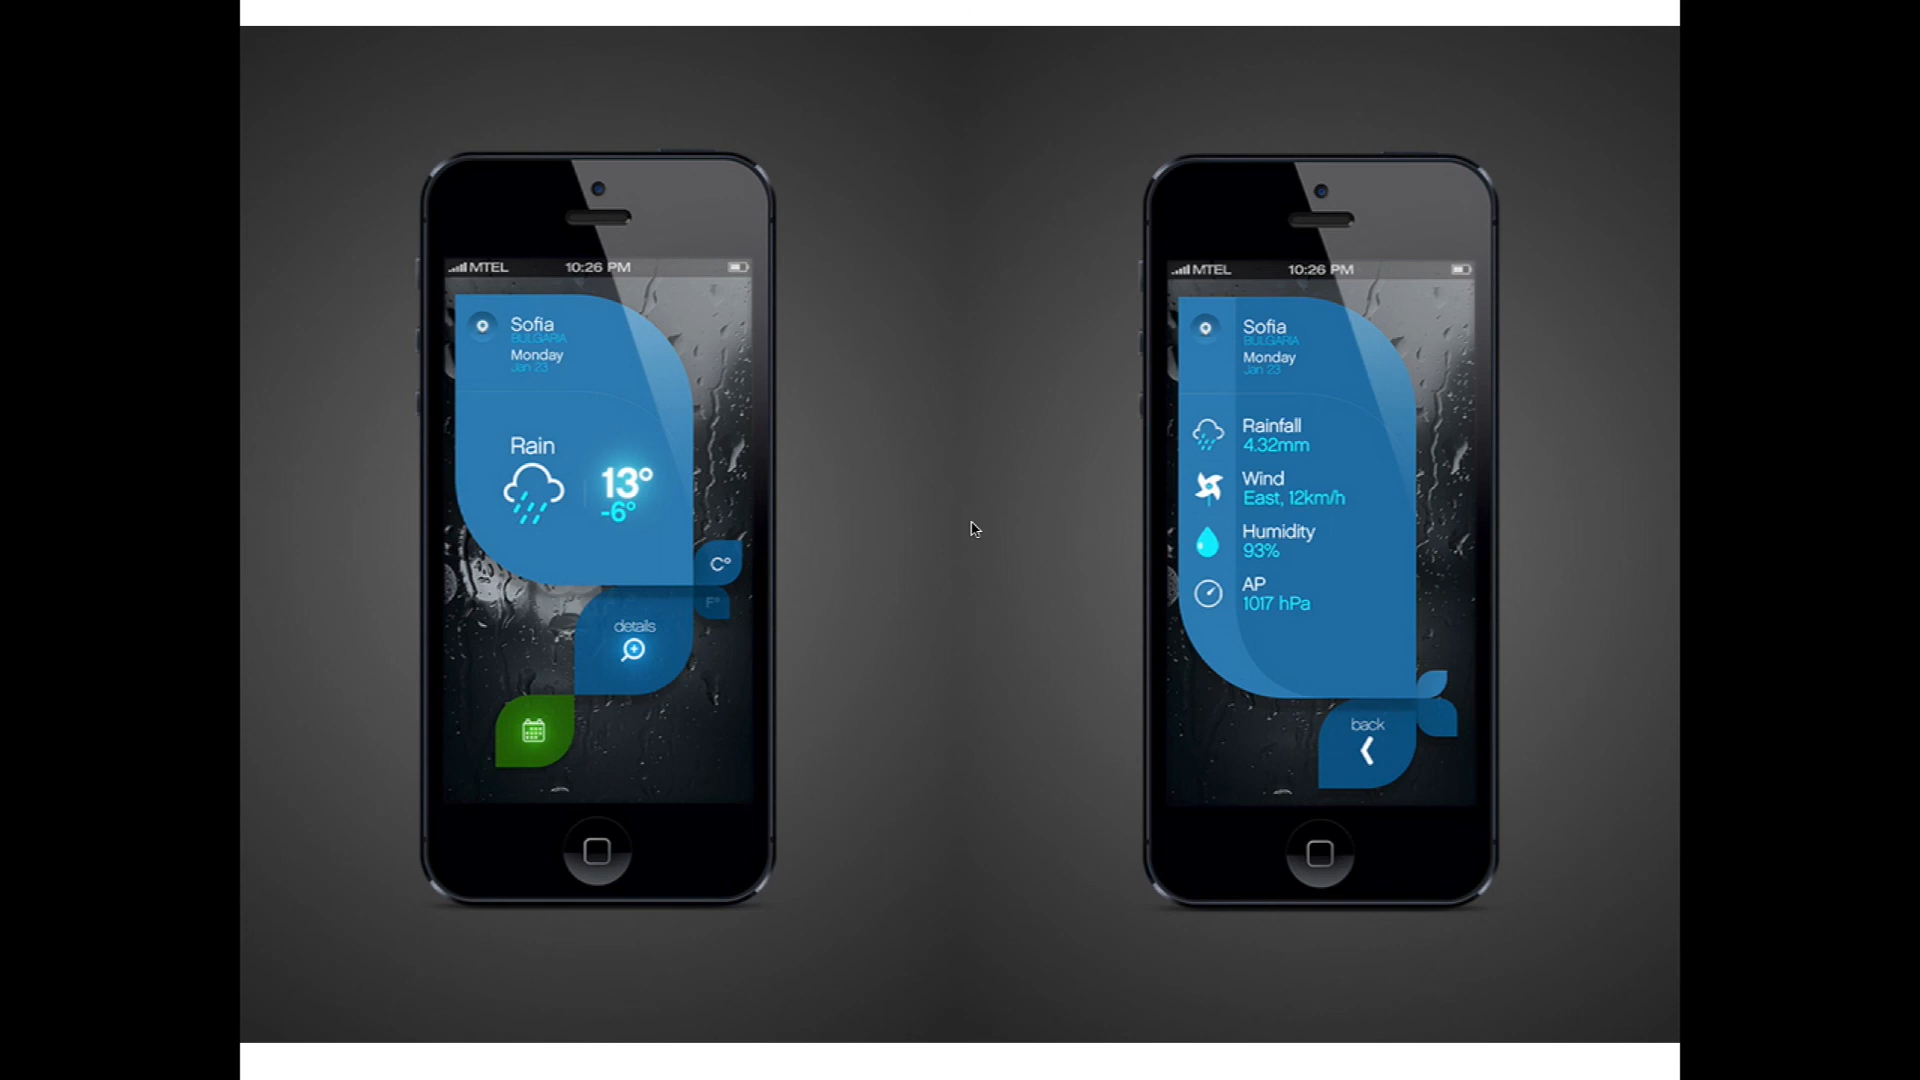 MTEL 10:26 PM
Sofia
BULGARIA
Monday
Jan 23
Rain
13°
-6°
C°
F°
details
MTEL 10:26 PM
Sofia
BULGARIA
Monday
Jan 23
Rainfall
4.32mm
Wind
East, 12km/h
Humidity
93%
AP
1017 hPa
back